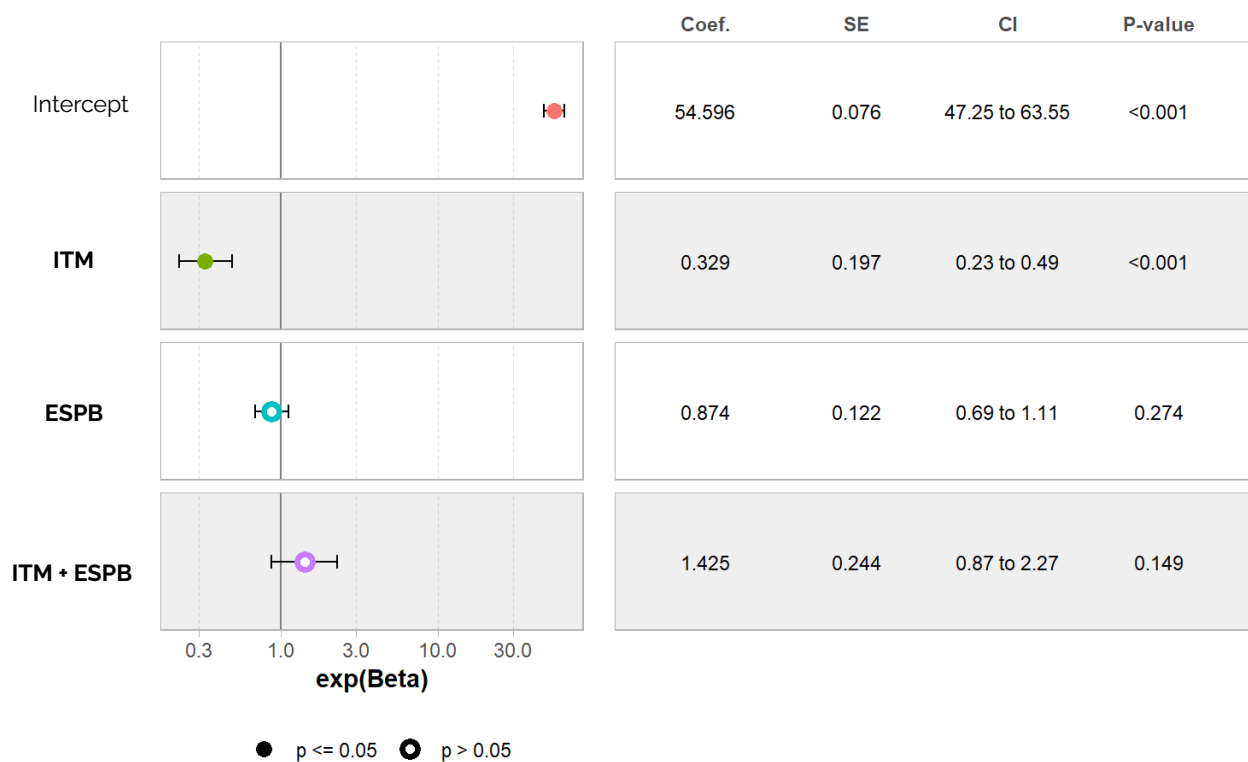 Coef. SE CI P-value
Intercept 54.596 0.076 47.25 to 63.55 <0.001
ITM 0.329 0.197 0.23 to 0.49 <0.001
ESPB 0.874 0.122 0.69 to 1.11 0.274
ITM + ESPB 1.425 0.244 0.87 to 2.27 0.149
0.3 1.0 3.0 10.0 30.0
exp(Beta)
p <= 0.05 p > 0.05